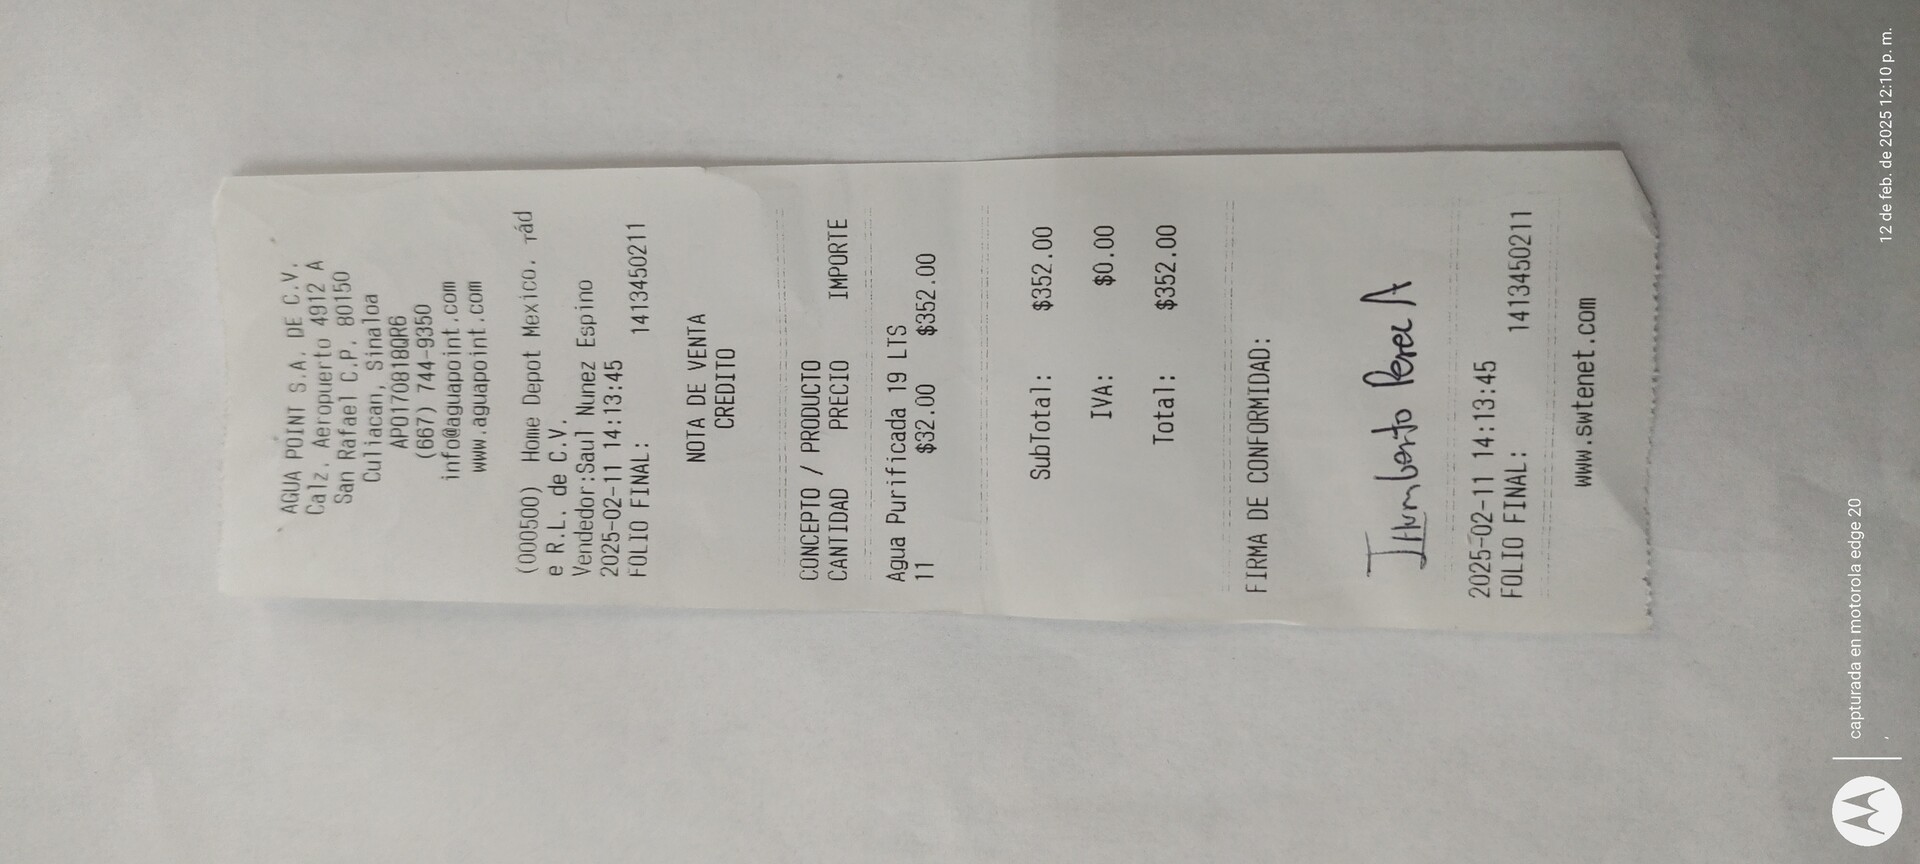 AGUA POINT S.A. DE C.V.
Calz. Aeropuerto 4912 A
San Rafael C.P. 80150
Culiacan, Sinaloa
APO170818QR6
(667) 744-9350
info@aguapoint.com
www.aguapoint.com
(000500) Home Depot Mexico. rád
e R.L. de C.V.
Vendedor:Saul Nunez Espino
2025-02-11 14:13:45
FOLIO FINAL: 1413450211
NOTA DE VENTA
CREDITO
CONCEPTO / PRODUCTO
CANTIDAD PRECIO IMPORTE
Agua Purificada 19 LTS
11 $32.00 $352.00
SubTotal: $352.00
IVA: $0.00
Total: $352.00
FIRMA DE CONFORMIDAD:
Humberto Perez A
2025-02-11 14:13:45
FOLIO FINAL: 1413450211
www.swtenet.com
capturada en motorola edge 20
12 de feb. de 2025 12:10 p. m.